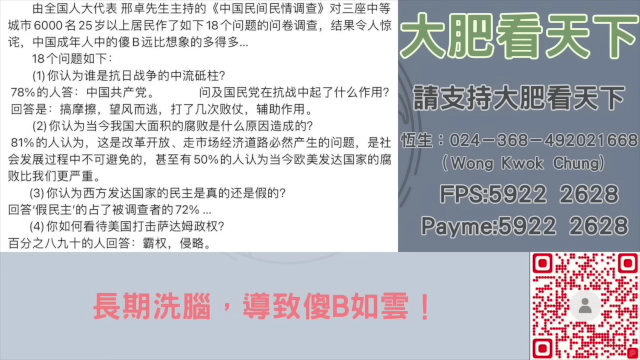 由全国人大代表 邢卓先生主持的《中国民间民情调查》对三座中等
城市6000名25岁以上居民作了如下18个问题的问卷调查，结果令人惊
诧，中国成年人中的傻B远比想象的多得多...
18个问题如下：
(1)你认为谁是抗日战争的中流砥柱？
78%的人答：中国共产党。 问及国民党在抗战中起了什么作用？
回答是：搞摩擦，望风而逃，打了几次败仗，辅助作用。
(2)你认为当今我国大面积的腐败是什么原因造成的？
81%的人认为，这是改革开放、走市场经济道路必然产生的问题，是社
会发展过程中不可避免的，甚至有50%的人认为当今欧美发达国家的腐
败比我们更严重。
(3)你认为西方发达国家的民主是真的还是假的？
回答‘假民主’的占了被调查者的72% ...
(4)你如何看待美国打击萨达姆政权？
百分之八九十的人回答：霸权，侵略。
大肥看天下
請支持大肥看天下
恆生：024-368-492021668
(Wong Kwok Chung)
FPS:5922 2628
Payme:5922 2628
長期洗腦，導致傻B如雲！